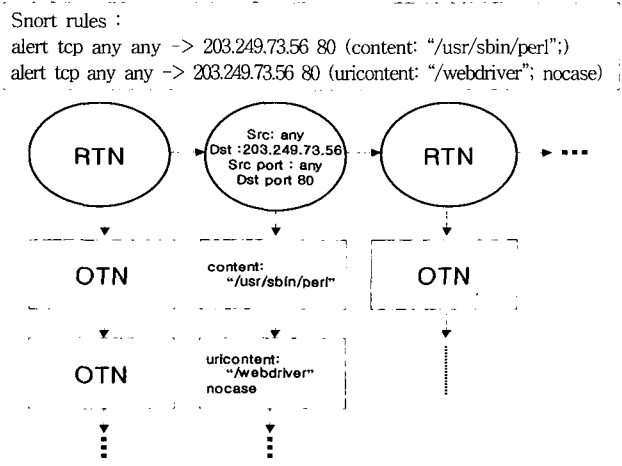 Snort rules :
alert tcp any any -> 203.249.73.56 80 (content: “/usr/sbin/perl”;)
alert tcp any any -> 203.249.73.56 80 (uricontent: “/webdriver”; nocase)
RTN
Src: any
Dst :203.249.73.56
Src port : any
Dst port 80
RTN
OTN
content:
“/usr/sbin/perl”
OTN
OTN
uricontent:
“/webdriver”
nocase